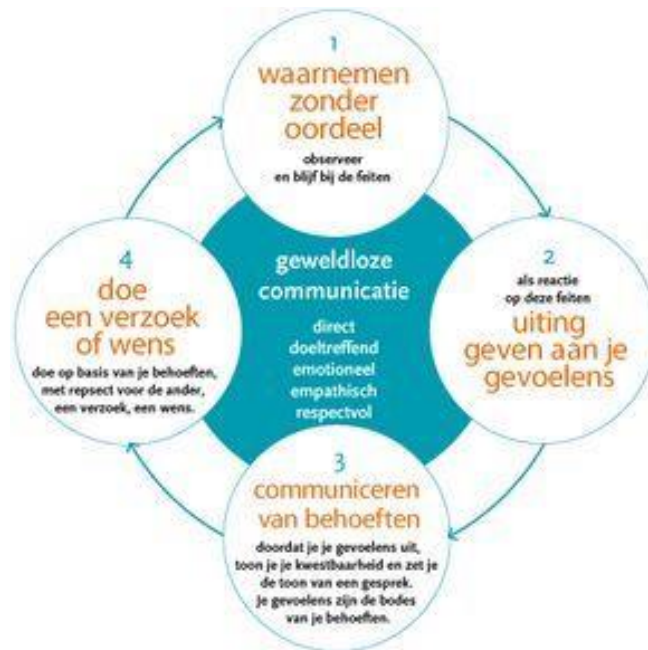 1
waarnemen
zonder
oordeel
observeer
en blijf bij de feiten
2
als reactie
op deze feiten
uiting
geven aan je
gevoelens
3
communiceren
van behoeften
doordat je je gevoelens uit,
toon je je kwestbaarheid en zet je
de toon van een gesprek.
Je gevoelens zijn de bodes
van je behoeften.
4
doe
een verzoek
of wens
doe op basis van je behoeften,
met repsect voor de ander,
een verzoek, een wens.
geweldloze
communicatie
direct
doeltreffend
emotioneel
empathisch
respectvol